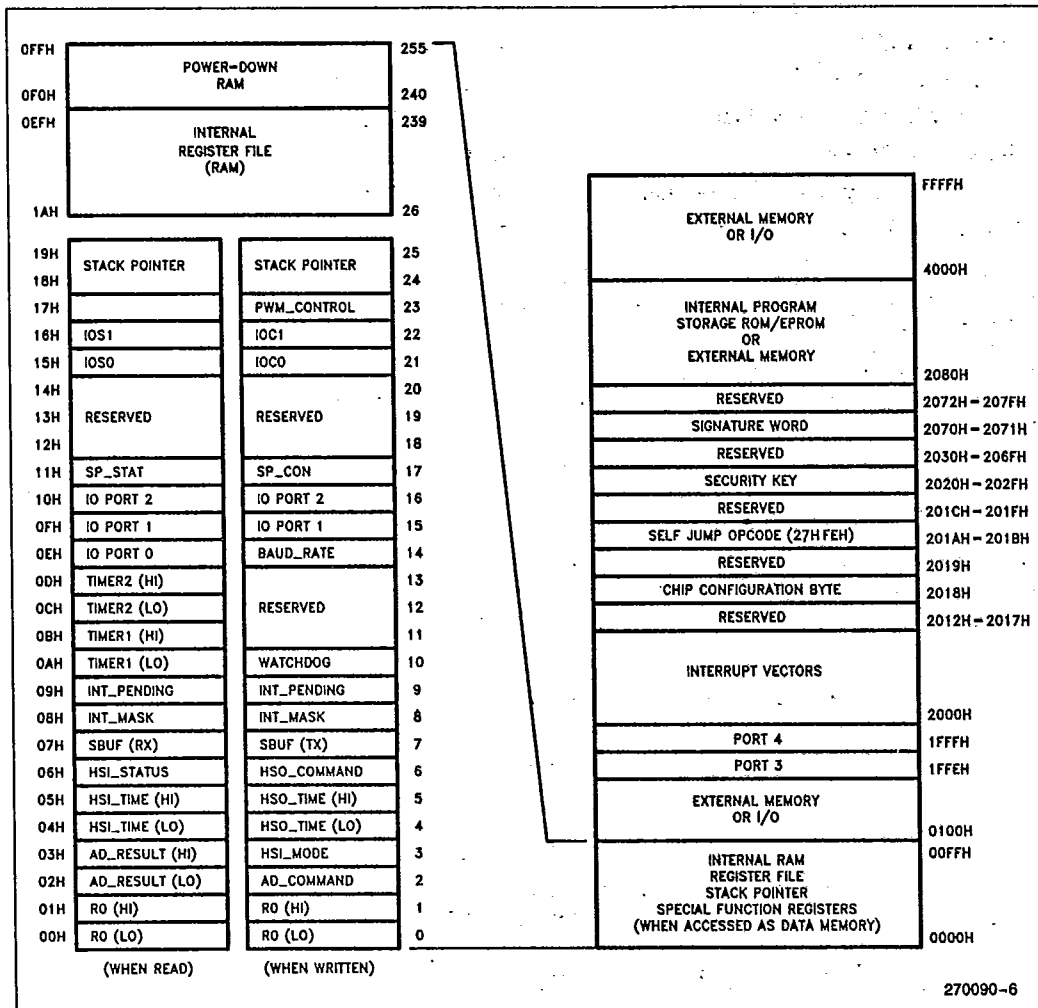 0FFH 255
POWER-DOWN
RAM
0F0H 240
0EFH 239
INTERNAL
REGISTER FILE
(RAM)
1AH 26
19H STACK POINTER STACK POINTER 25
18H 24
17H PWM_CONTROL 23
16H IOS1 IOC1 22
15H IOS0 IOC0 21
14H 20
13H RESERVED RESERVED 19
12H 18
11H SP_STAT SP_CON 17
10H IO PORT 2 IO PORT 2 16
0FH IO PORT 1 IO PORT 1 15
0EH IO PORT 0 BAUD_RATE 14
0DH TIMER2 (HI) 13
0CH TIMER2 (LO) RESERVED 12
0BH TIMER1 (HI) 11
0AH TIMER1 (LO) WATCHDOG 10
09H INT_PENDING INT_PENDING 9
08H INT_MASK INT_MASK 8
07H SBUF (RX) SBUF (TX) 7
06H HSI_STATUS HSO_COMMAND 6
05H HSI_TIME (HI) HSO_TIME (HI) 5
04H HSI_TIME (LO) HSO_TIME (LO) 4
03H AD_RESULT (HI) HSI_MODE 3
02H AD_RESULT (LO) AD_COMMAND 2
01H R0 (HI) R0 (HI) 1
00H R0 (LO) R0 (LO) 0
(WHEN READ) (WHEN WRITTEN)
FFFFH
EXTERNAL MEMORY
OR I/O
4000H
INTERNAL PROGRAM
STORAGE ROM/EPROM
OR
EXTERNAL MEMORY
2080H
RESERVED 2072H-207FH
SIGNATURE WORD 2070H-2071H
RESERVED 2030H-206FH
SECURITY KEY 2020H-202FH
RESERVED 201CH-201FH
SELF JUMP OPCODE (27H FEH) 201AH-201BH
RESERVED 2019H
CHIP CONFIGURATION BYTE 2018H
RESERVED 2012H-2017H
INTERRUPT VECTORS
2000H
PORT 4 1FFFH
PORT 3 1FFEH
EXTERNAL MEMORY
OR I/O
0100H
INTERNAL RAM 00FFH
REGISTER FILE
STACK POINTER
SPECIAL FUNCTION REGISTERS
(WHEN ACCESSED AS DATA MEMORY) 0000H
270090-6